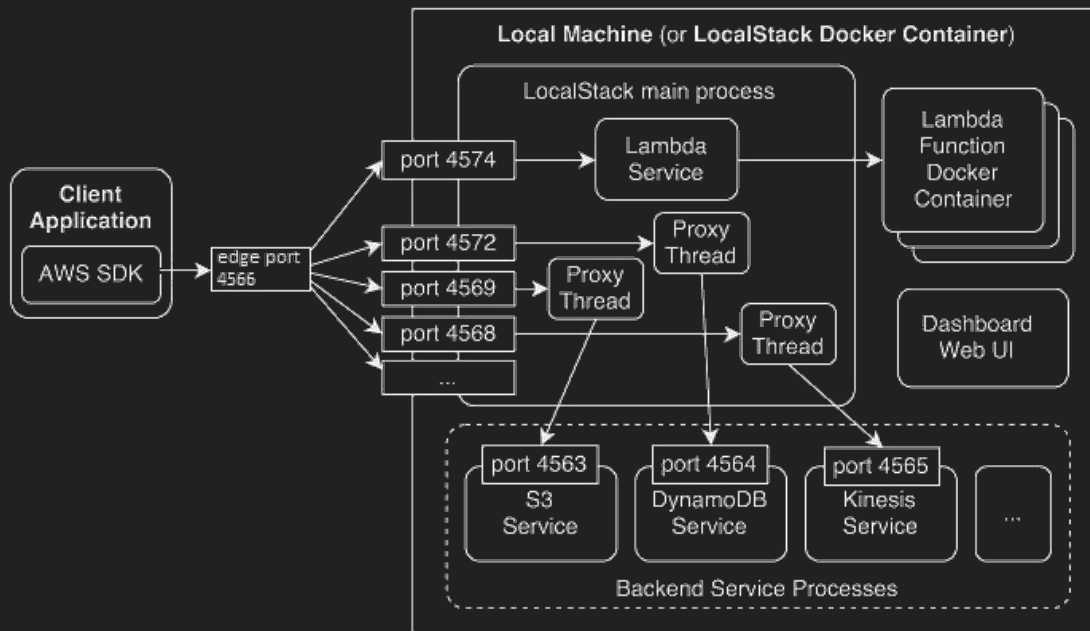 Local Machine (or LocalStack Docker Container)
LocalStack main process
Client
Application
AWS SDK
edge port
4566
port 4574
port 4572
port 4569
port 4568
...
Lambda
Service
Proxy
Thread
Proxy
Thread
Proxy
Thread
Lambda
Function
Docker
Container
Dashboard
Web UI
port 4563
S3
Service
port 4564
DynamoDB
Service
port 4565
Kinesis
Service
...
Backend Service Processes